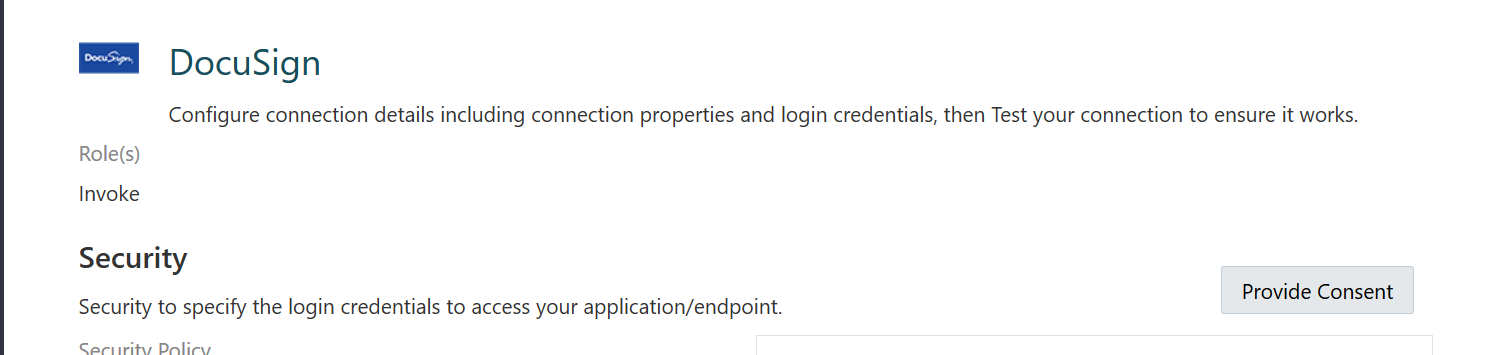 DocuSign
DocuSign
Configure connection details including connection properties and login credentials, then Test your connection to ensure it works.
Role(s)
Invoke
Security
Provide Consent
Security to specify the login credentials to access your application/endpoint.
Security Policy